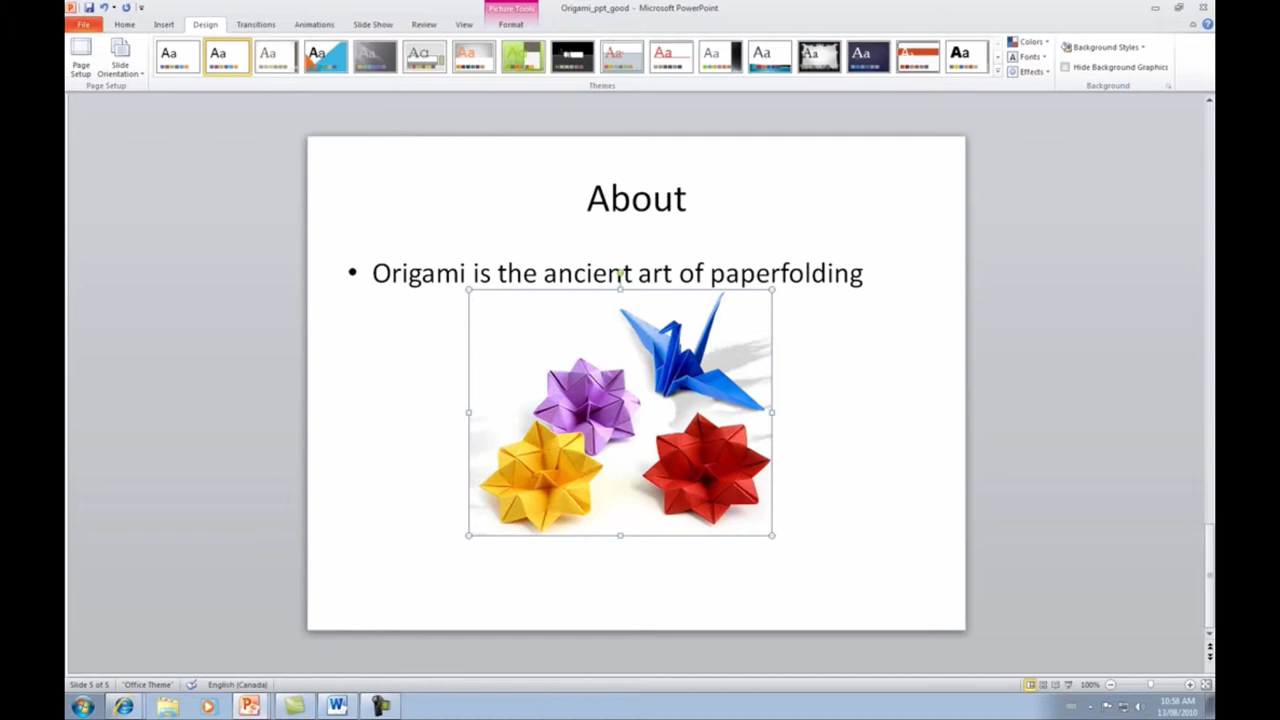 Picture Tools
Origami_ppt_good - Microsoft PowerPoint
File Home Insert Design Transitions Animations Slide Show Review View Format
Page Setup
Slide Orientation
Aa Aa Aa Aa Aa Aa Aa Aa Aa Aa Aa Aa Aa Aa Aa Aa
Colors
Fonts
Effects
Background Styles
Hide Background Graphics
Page Setup Themes Background
About
• Origami is the ancient art of paperfolding
Slide 5 of 5 "Office Theme" English (Canada) 100%
10:58 AM
13/08/2010